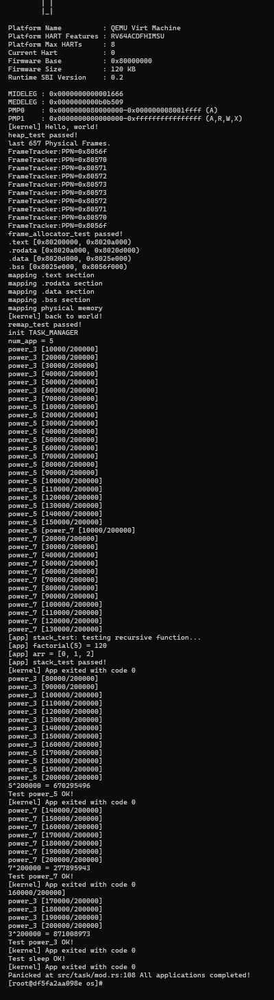 | |
|_|
Platform Name          : QEMU Virt Machine
Platform HART Features : RV64ACDFHIMSU
Platform Max HARTs     : 8
Current Hart           : 0
Firmware Base          : 0x80000000
Firmware Size          : 120 KB
Runtime SBI Version    : 0.2
MIDELEG : 0x0000000000001666
MEDELEG : 0x0000000000b0b509
PMP0    : 0x0000000080000000-0x000000008001ffff (A)
PMP1    : 0x0000000000000000-0xffffffffffffffff (A,R,W,X)
[kernel] Hello, world!
heap_test passed!
last 657 Physical Frames.
FrameTracker:PPN=0x8056f
FrameTracker:PPN=0x80570
FrameTracker:PPN=0x80571
FrameTracker:PPN=0x80572
FrameTracker:PPN=0x80573
FrameTracker:PPN=0x80573
FrameTracker:PPN=0x80572
FrameTracker:PPN=0x80571
FrameTracker:PPN=0x80570
FrameTracker:PPN=0x8056f
frame_allocator_test passed!
.text [0x80200000, 0x8020a000)
.rodata [0x8020a000, 0x8020d000)
.data [0x8020d000, 0x8025e000)
.bss [0x8025e000, 0x8056f000)
mapping .text section
mapping .rodata section
mapping .data section
mapping .bss section
mapping physical memory
[kernel] back to world!
remap_test passed!
init TASK_MANAGER
num_app = 5
power_3 [10000/200000]
power_3 [20000/200000]
power_3 [30000/200000]
power_3 [40000/200000]
power_3 [50000/200000]
power_3 [60000/200000]
power_3 [70000/200000]
power_5 [10000/200000]
power_5 [20000/200000]
power_5 [30000/200000]
power_5 [40000/200000]
power_5 [50000/200000]
power_5 [60000/200000]
power_5 [70000/200000]
power_5 [80000/200000]
power_5 [90000/200000]
power_5 [100000/200000]
power_5 [110000/200000]
power_5 [120000/200000]
power_5 [130000/200000]
power_5 [140000/200000]
power_5 [150000/200000]
power_5 [power_7 [10000/200000]
power_7 [20000/200000]
power_7 [30000/200000]
power_7 [40000/200000]
power_7 [50000/200000]
power_7 [60000/200000]
power_7 [70000/200000]
power_7 [80000/200000]
power_7 [90000/200000]
power_7 [100000/200000]
power_7 [110000/200000]
power_7 [120000/200000]
power_7 [130000/200000]
[app] stack_test: testing recursive function...
[app] factorial(5) = 120
[app] arr = [0, 1, 2]
[app] stack_test passed!
[kernel] App exited with code 0
power_3 [80000/200000]
power_3 [90000/200000]
power_3 [100000/200000]
power_3 [110000/200000]
power_3 [120000/200000]
power_3 [130000/200000]
power_3 [140000/200000]
power_3 [150000/200000]
power_3 [160000/200000]
power_5 [170000/200000]
power_5 [180000/200000]
power_5 [190000/200000]
power_5 [200000/200000]
5^200000 = 670295496
Test power_5 OK!
[kernel] App exited with code 0
power_7 [140000/200000]
power_7 [150000/200000]
power_7 [160000/200000]
power_7 [170000/200000]
power_7 [180000/200000]
power_7 [190000/200000]
power_7 [200000/200000]
7^200000 = 277895943
Test power_7 OK!
[kernel] App exited with code 0
160000/200000]
power_3 [170000/200000]
power_3 [180000/200000]
power_3 [190000/200000]
power_3 [200000/200000]
3^200000 = 871008973
Test power_3 OK!
[kernel] App exited with code 0
Test sleep OK!
[kernel] App exited with code 0
Panicked at src/task/mod.rs:108 All applications completed!
[root@df5fa2aa098e os]#